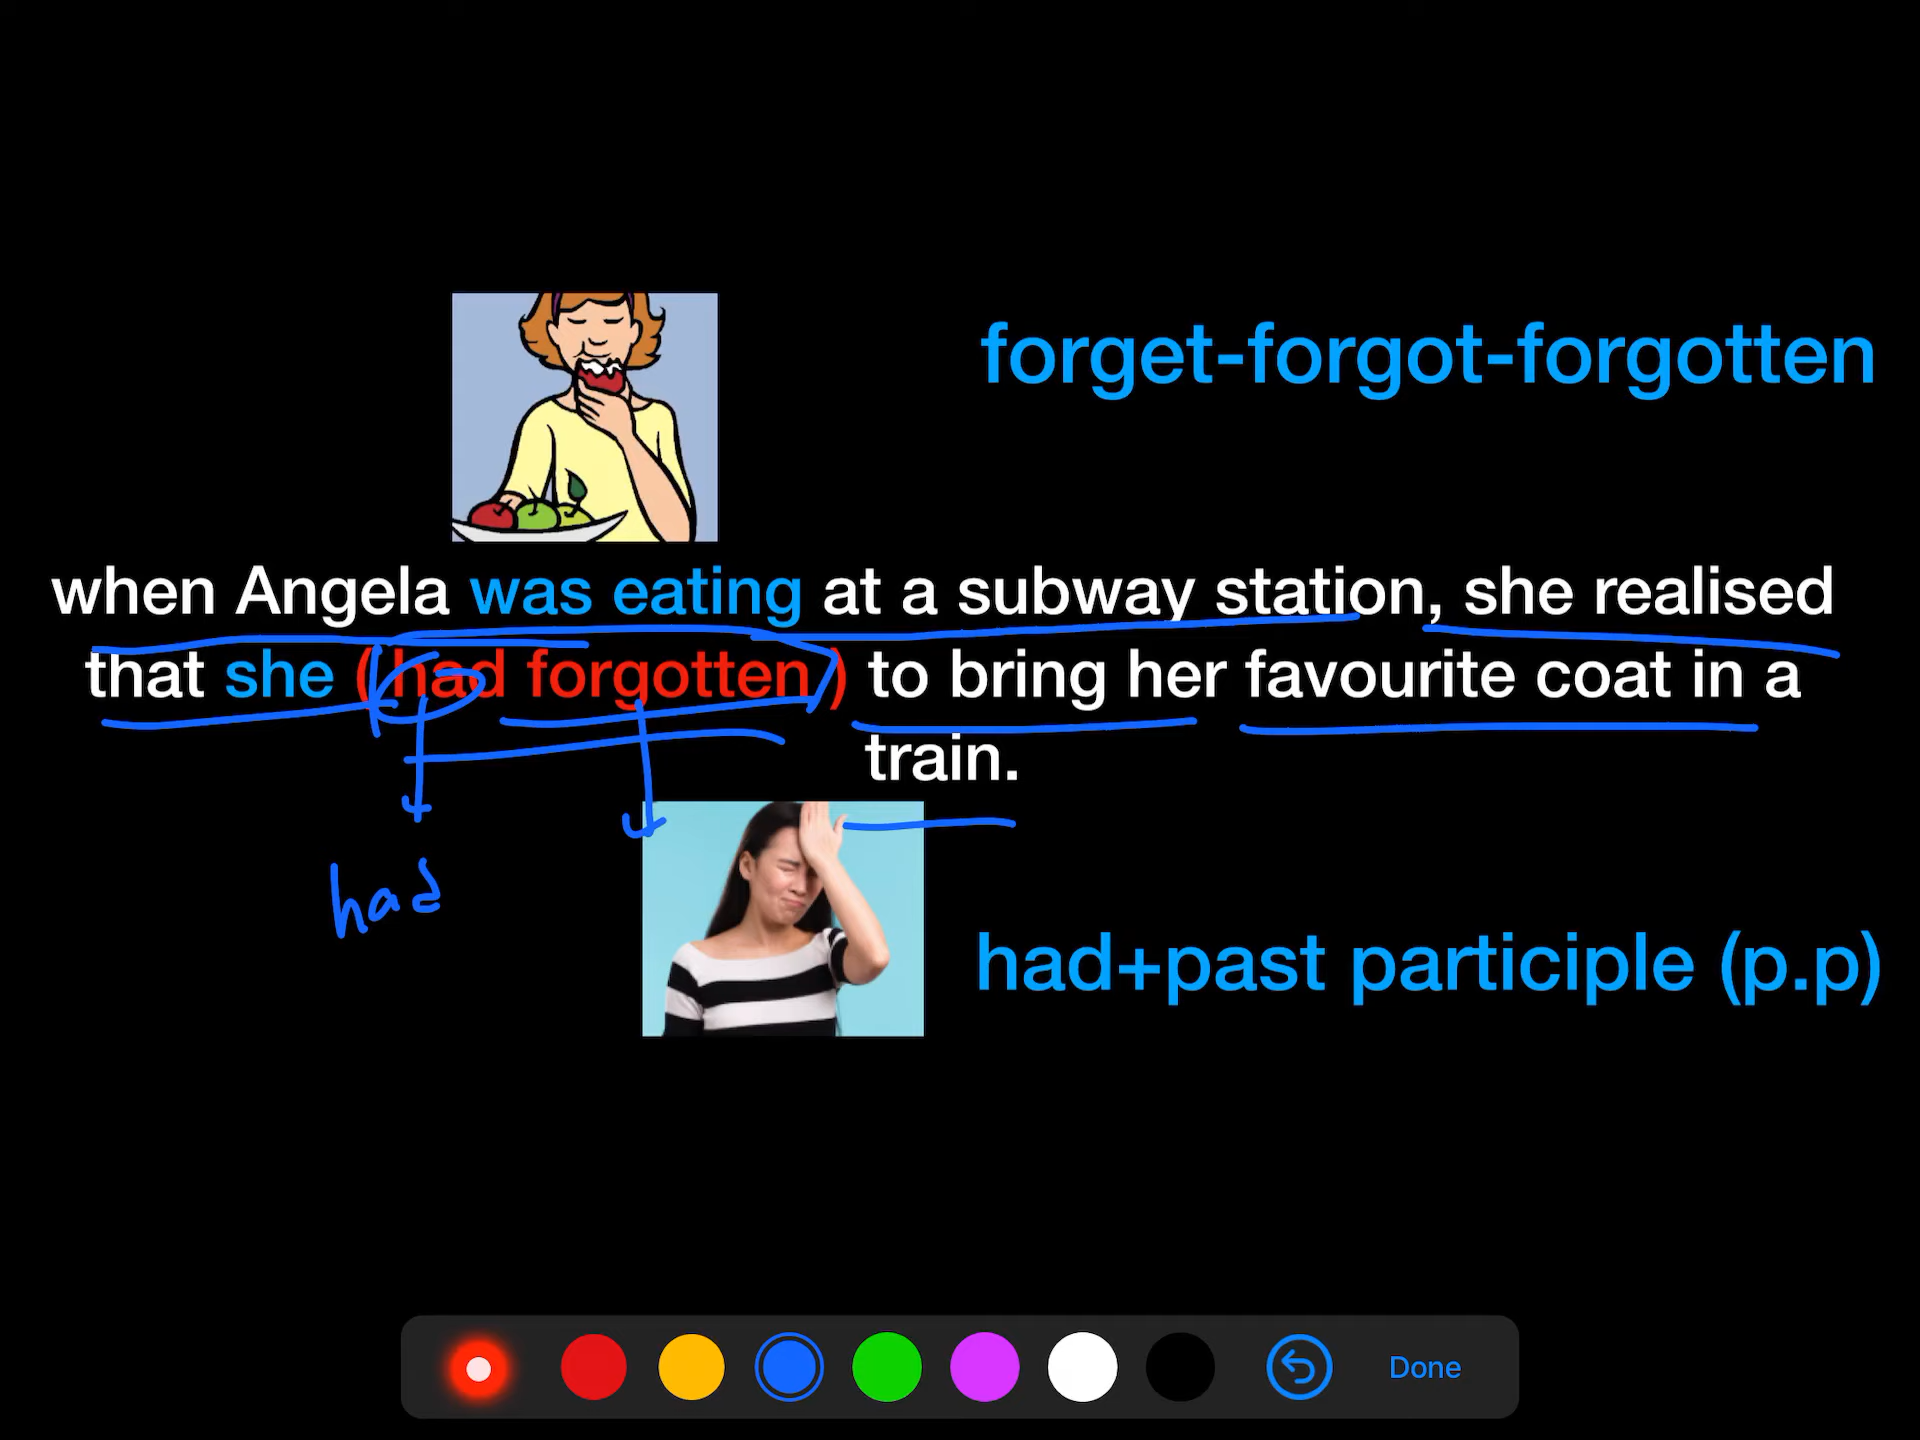 forget-forgot-forgotten
when Angela was eating at a subway station, she realised
that she ( had forgotten ) to bring her favourite coat in a
train.
had
had+past participle (p.p)
Done